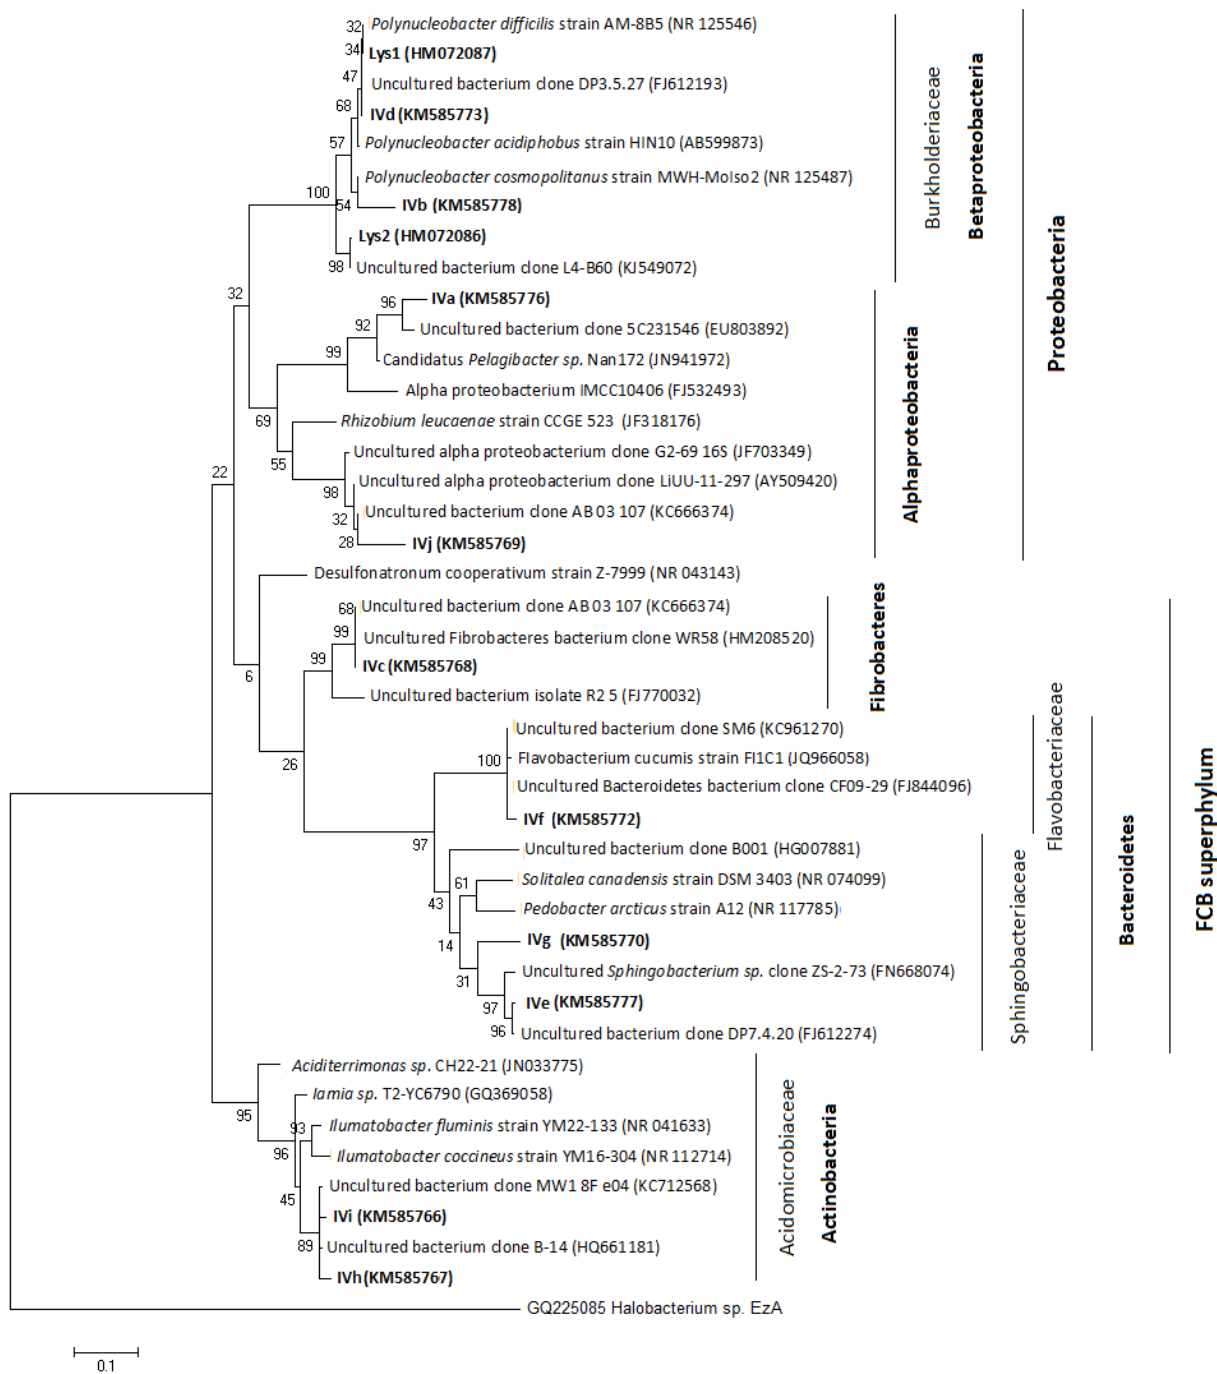 32
Polynucleobacter difficilis strain AM-8B5 (NR 125546)
34
Lys1 (HM072087)
47
Uncultured bacterium clone DP3.5.27 (FJ612193)
68
IVd (KM585773)
57
Polynucleobacter acidiphobus strain HIN10 (AB599873)
Polynucleobacter cosmopolitanus strain MWH-MoIso2 (NR 125487)
100
54
IVb (KM585778)
Lys2 (HM072086)
98
Uncultured bacterium clone L4-B60 (KJ549072)
Burkholderiaceae
Betaproteobacteria
Proteobacteria
32
96
IVa (KM585776)
92
Uncultured bacterium clone 5C231546 (EU803892)
99
Candidatus Pelagibacter sp. Nan172 (JN941972)
Alpha proteobacterium IMCC10406 (FJ532493)
69
Rhizobium leucaenae strain CCGE 523 (JF318176)
Uncultured alpha proteobacterium clone G2-69 16S (JF703349)
55
Uncultured alpha proteobacterium clone LiUU-11-297 (AY509420)
98
Uncultured bacterium clone AB 03 107 (KC666374)
32
28
IVj (KM585769)
Alphaproteobacteria
22
Desulfonatronum cooperativum strain Z-7999 (NR 043143)
68
Uncultured bacterium clone AB 03 107 (KC666374)
99
Uncultured Fibrobacteres bacterium clone WR58 (HM208520)
99
IVc (KM585768)
6
Uncultured bacterium isolate R2 5 (FJ770032)
Fibrobacteres
26
Uncultured bacterium clone SM6 (KC961270)
100
Flavobacterium cucumis strain FI1C1 (JQ966058)
Uncultured Bacteroidetes bacterium clone CF09-29 (FJ844096)
IVf (KM585772)
Flavobacteriaceae
97
Uncultured bacterium clone B001 (HG007881)
61
Solitalea canadensis strain DSM 3403 (NR 074099)
43
Pedobacter arcticus strain A12 (NR 117785)
14
IVg (KM585770)
31
Uncultured Sphingobacterium sp. clone ZS-2-73 (FN668074)
97
IVe (KM585777)
96
Uncultured bacterium clone DP7.4.20 (FJ612274)
Sphingobacteriaceae
Bacteroidetes
FCB superphylum
Aciditerrimonas sp. CH22-21 (JN033775)
95
Iamia sp. T2-YC6790 (GQ369058)
93
Ilumatobacter fluminis strain YM22-133 (NR 041633)
96
Ilumatobacter coccineus strain YM16-304 (NR 112714)
45
Uncultured bacterium clone MW1 8F e04 (KC712568)
IVi (KM585766)
89
Uncultured bacterium clone B-14 (HQ661181)
IVh (KM585767)
Acidomicrobiaceae
Actinobacteria
GQ225085 Halobacterium sp. EzA
0.1